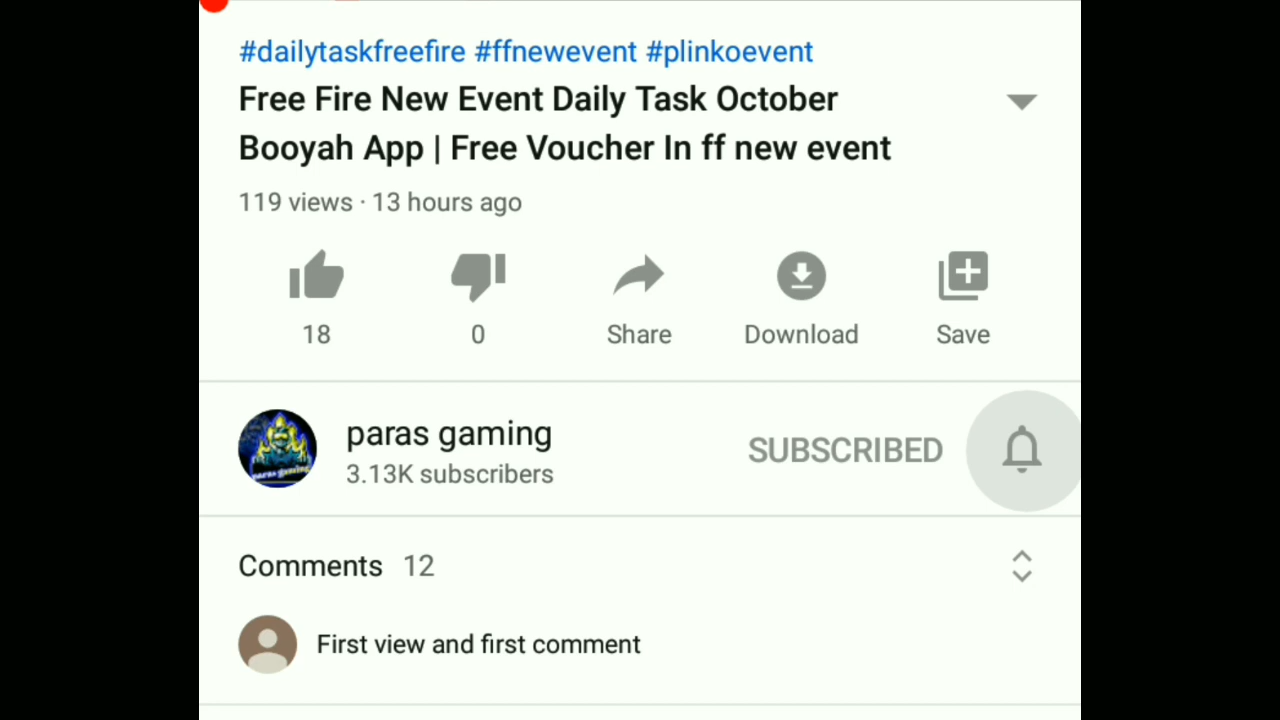 #dailytaskfreefire #ffnewevent #plinkoevent
Free Fire New Event Daily Task October
Booyah App | Free Voucher In ff new event
119 views · 13 hours ago
18
0
Share
Download
Save
paras gaming
3.13K subscribers
SUBSCRIBED
paras gaming
Comments 12
First view and first comment